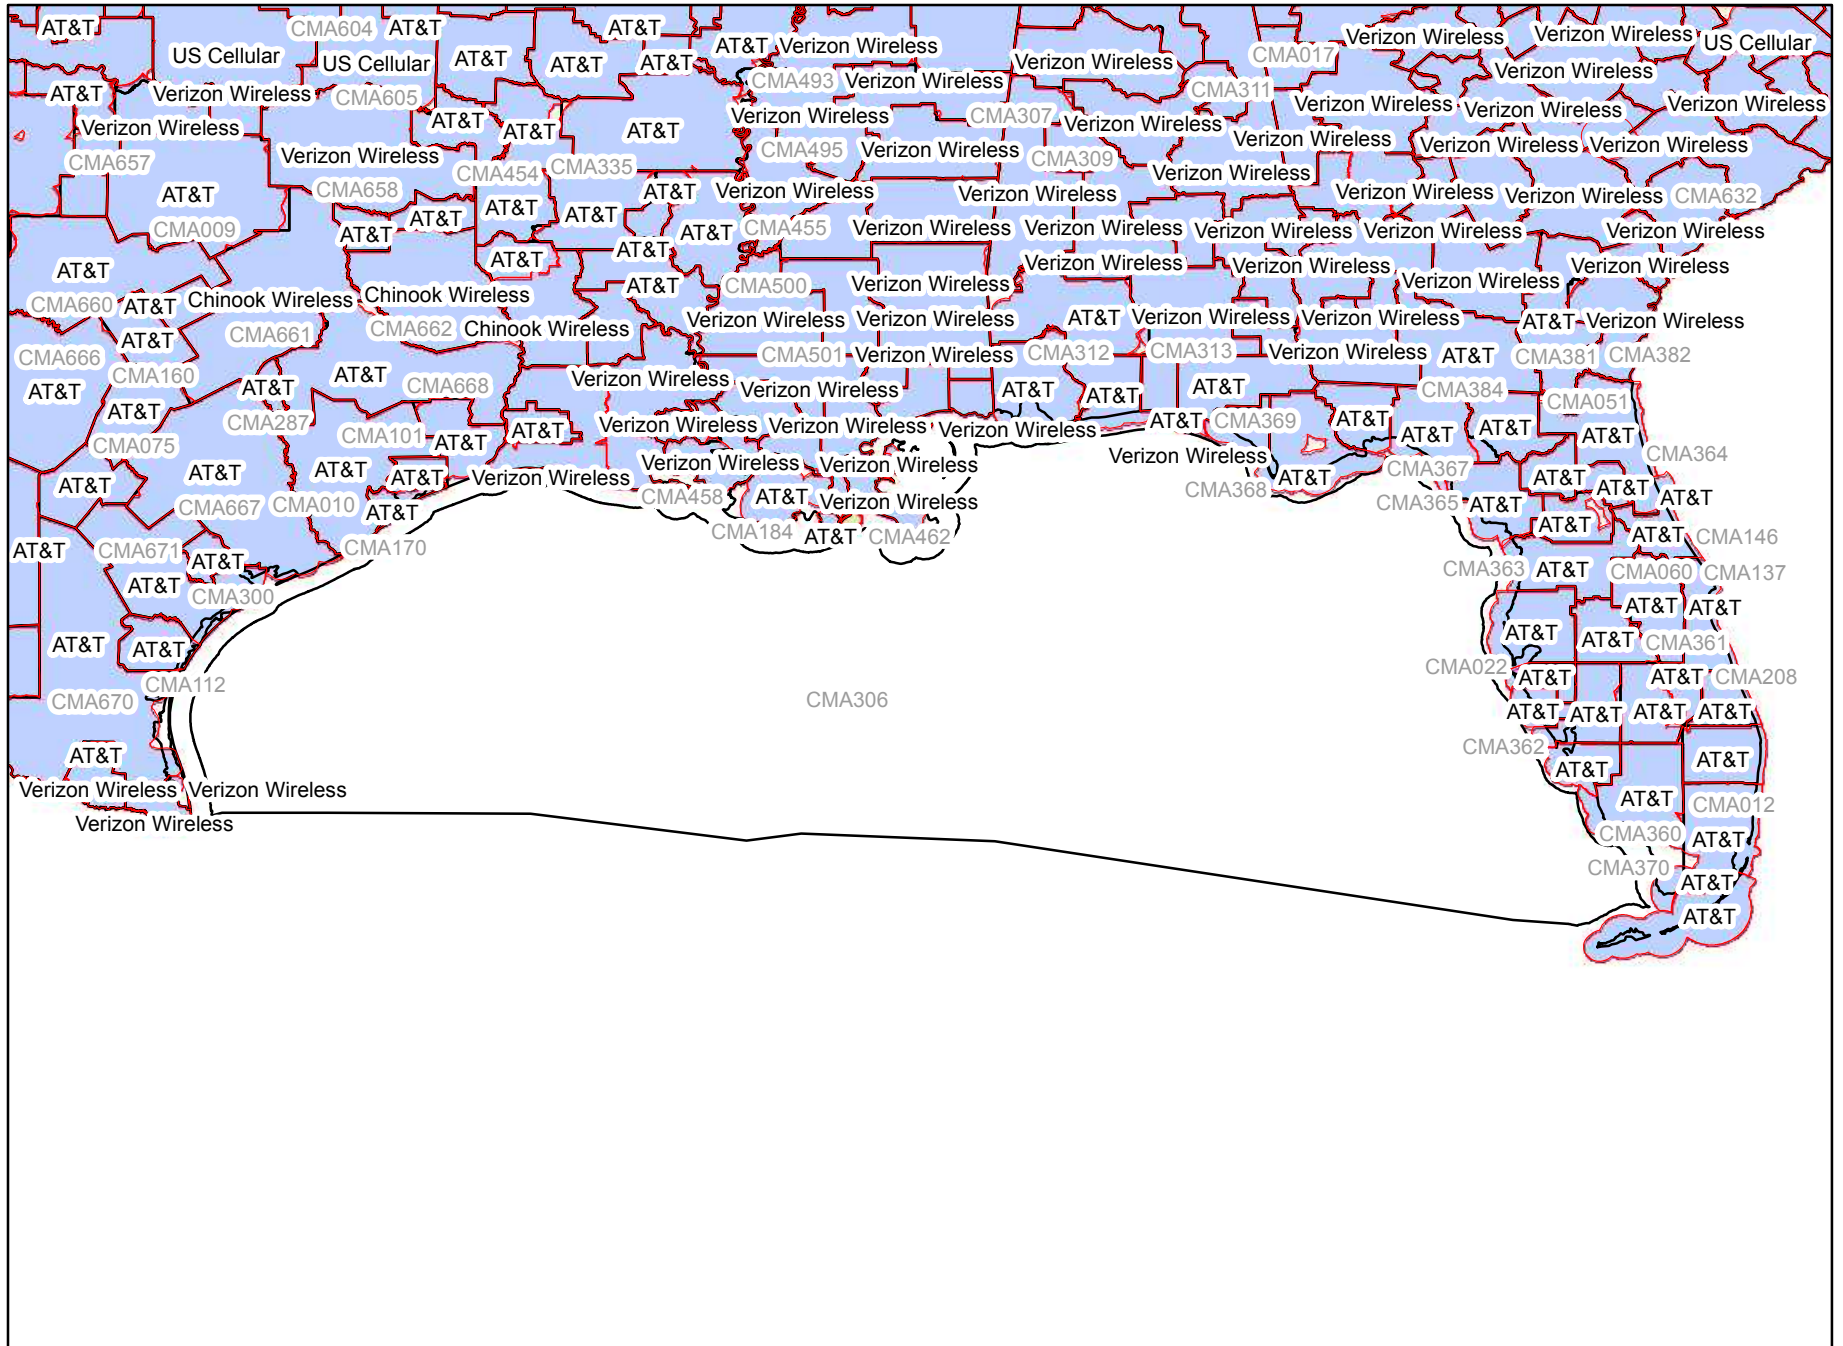 AT&T CMA604 AT&T AT&T
AT&T Verizon Wireless Verizon Wireless Verizon Wireless US Cellular
US Cellular US Cellular AT&T AT&T AT&T Verizon Wireless CMA017
CMA493 Verizon Wireless Verizon Wireless
AT&T Verizon Wireless CMA605 CMA311 Verizon Wireless Verizon Wireless Verizon Wireless
Verizon Wireless AT&T AT&T AT&T Verizon Wireless CMA307 Verizon Wireless
Verizon Wireless CMA495 Verizon Wireless CMA309 Verizon Wireless Verizon Wireless Verizon Wireless
CMA657 CMA454 CMA335 Verizon Wireless
AT&T CMA658 AT&T Verizon Wireless Verizon Wireless Verizon Wireless Verizon Wireless CMA632
CMA009 AT&T AT&T AT&T AT&T AT&T CMA455 Verizon Wireless Verizon Wireless Verizon Wireless Verizon Wireless Verizon Wireless
AT&T AT&T AT&T Verizon Wireless Verizon Wireless Verizon Wireless
CMA660 AT&T Chinook Wireless Chinook Wireless AT&T CMA500 Verizon Wireless Verizon Wireless
CMA661 CMA662 Chinook Wireless Verizon Wireless Verizon Wireless AT&T Verizon Wireless Verizon Wireless AT&T Verizon Wireless
CMA666 AT&T CMA501 Verizon Wireless CMA312 CMA313 Verizon Wireless AT&T CMA381 CMA382
AT&T CMA160 AT&T AT&T CMA668 Verizon Wireless Verizon Wireless AT&T AT&T AT&T CMA384 CMA051
AT&T CMA287 CMA101 AT&T AT&T Verizon Wireless Verizon Wireless Verizon Wireless AT&T CMA369 AT&T AT&T AT&T AT&T
CMA075 Verizon Wireless CMA364
AT&T AT&T AT&T AT&T Verizon Wireless Verizon Wireless Verizon Wireless CMA368 AT&T CMA367 AT&T AT&T
CMA667 CMA010 AT&T CMA458 AT&T Verizon Wireless CMA365 AT&T AT&T
AT&T CMA671 AT&T CMA170 CMA184 AT&T CMA462 AT&T AT&T CMA146
AT&T CMA300 CMA363 AT&T CMA060 CMA137
AT&T AT&T
AT&T AT&T AT&T AT&T CMA361
CMA112 CMA022 AT&T AT&T CMA208
CMA670 CMA306 AT&T AT&T AT&T AT&T
AT&T CMA362 AT&T AT&T
Verizon Wireless Verizon Wireless AT&T CMA012
Verizon Wireless CMA360 AT&T
CMA370 AT&T
AT&T